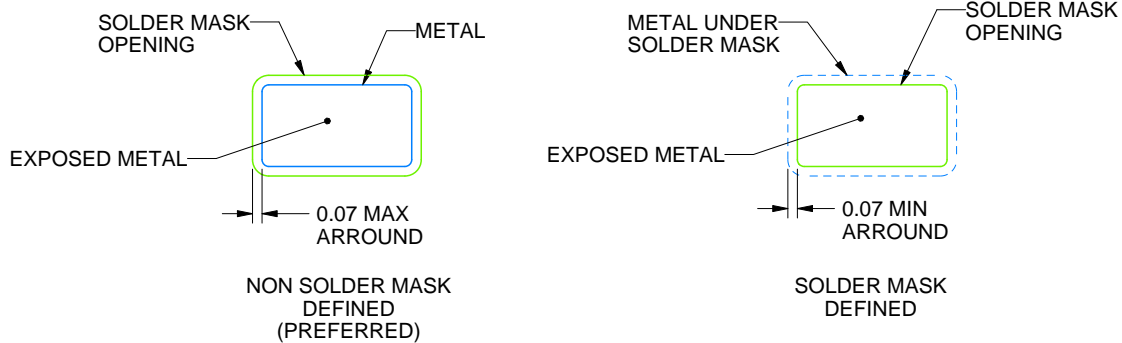 SOLDER MASK
OPENING
METAL
EXPOSED METAL
0.07 MAX
ARROUND
NON SOLDER MASK
DEFINED
(PREFERRED)
METAL UNDER
SOLDER MASK
SOLDER MASK
OPENING
EXPOSED METAL
0.07 MIN
ARROUND
SOLDER MASK
DEFINED